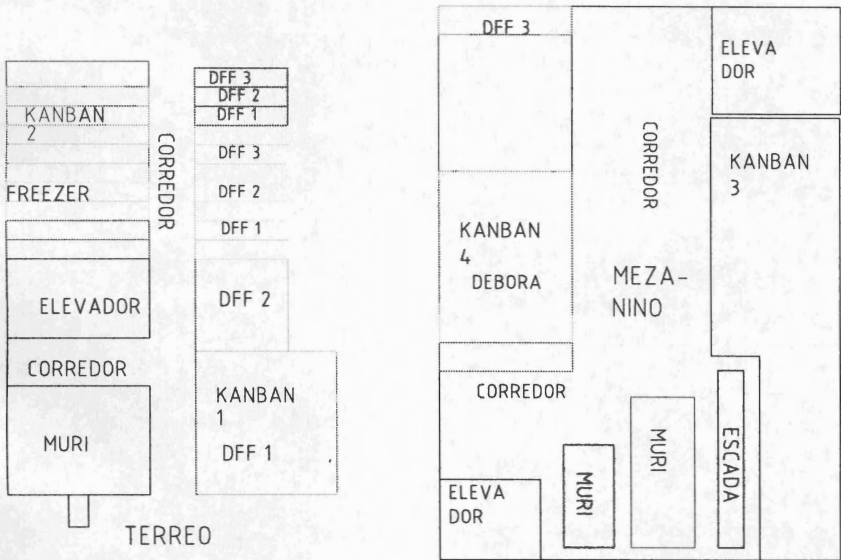 DFF 3
DFF 2
DFF 1
KANBAN
2
CORREDOR
DFF 3
DFF 2
FREEZER
DFF 1
ELEVADOR
DFF 2
CORREDOR
KANBAN
1
DFF 1
MURI
TERREO
DFF 3
ELEVA
DOR
CORREDOR
KANBAN
3
KANBAN
4
DEBORA
MEZA-
NINO
CORREDOR
MURI
MURI
ESCADA
ELEVA
DOR